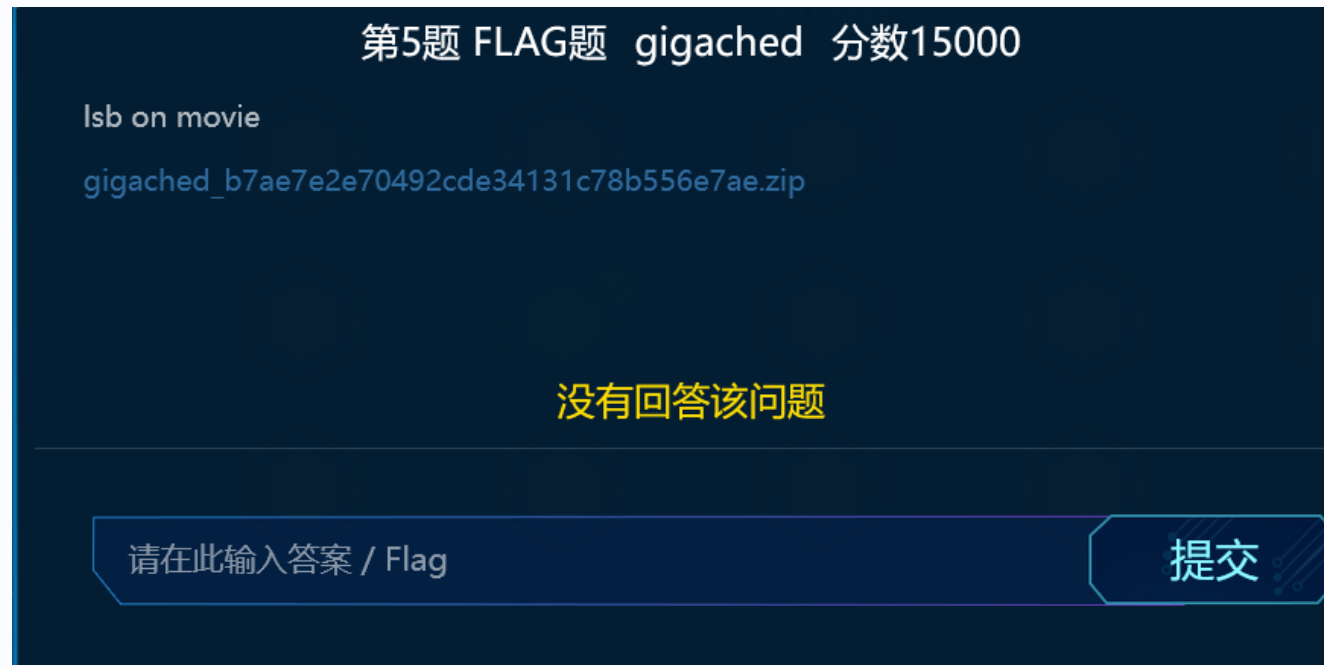 第5题 FLAG题 gigached 分数15000
lsb on movie
gigached_b7ae7e2e70492cde34131c78b556e7ae.zip
没有回答该问题
请在此输入答案 / Flag
提交